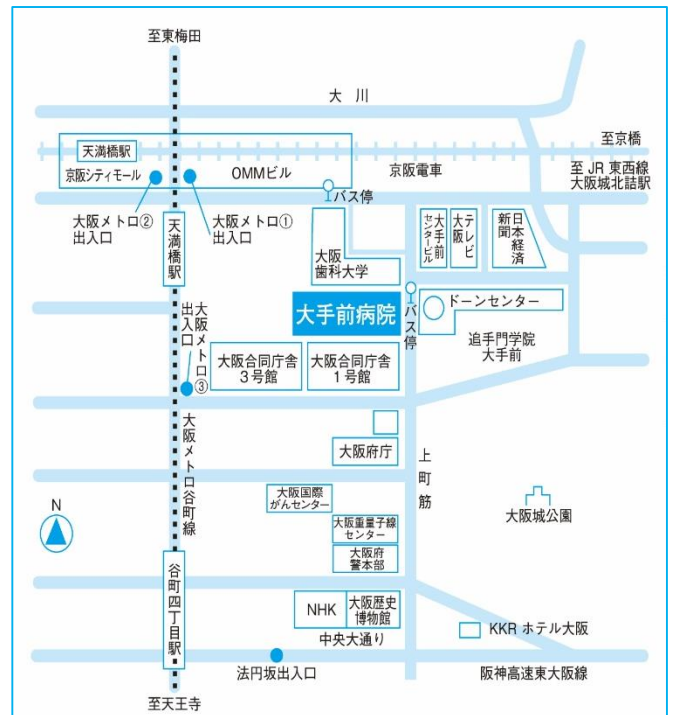 至東梅田
大 川
至京橋
天満橋駅
京阪シティモール
OMMビル
京阪電車
至 JR 東西線
大阪城北詰駅
バス停
大阪メトロ②
出入口
大阪メトロ①
出入口
天満橋駅
大阪
歯科大学
大手前
センタービル
テレビ
大阪
日本経済
新聞
大手前病院
バス停
ドーンセンター
追手門学院
大手前
大阪メトロ③
出入口
大阪合同庁舎
3号館
大阪合同庁舎
1号館
大阪メトロ谷町線
大阪府庁
上町筋
大阪国際
がんセンター
大阪重量子線
センター
大阪府
警本部
大阪城公園
N
谷町四丁目駅
NHK
大阪歴史
博物館
中央大通り
KKR ホテル大阪
法円坂出入口
阪神高速東大阪線
至天王寺